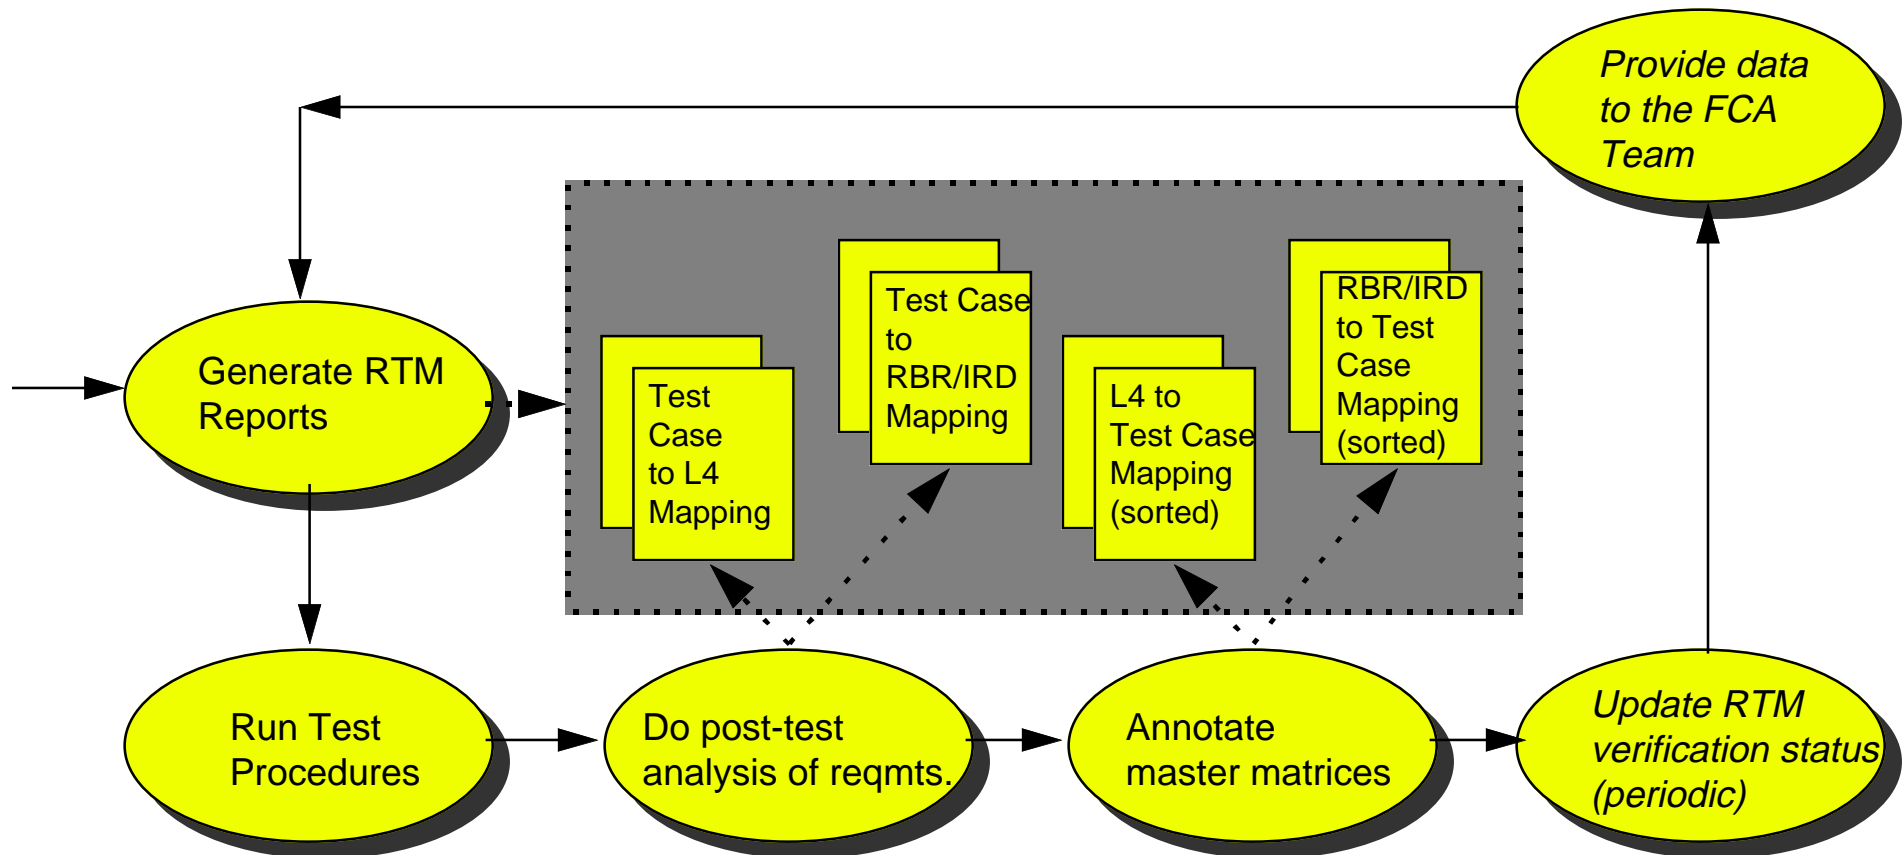 Provide data
to the FCA
Team
Generate RTM
Reports
Test
Case
to L4
Mapping
Test Case
to
RBR/IRD
Mapping
L4 to
Test Case
Mapping
(sorted)
RBR/IRD
to Test
Case
Mapping
(sorted)
Run Test
Procedures
Do post-test
analysis of reqmts.
Annotate
master matrices
Update RTM
verification status
(periodic)